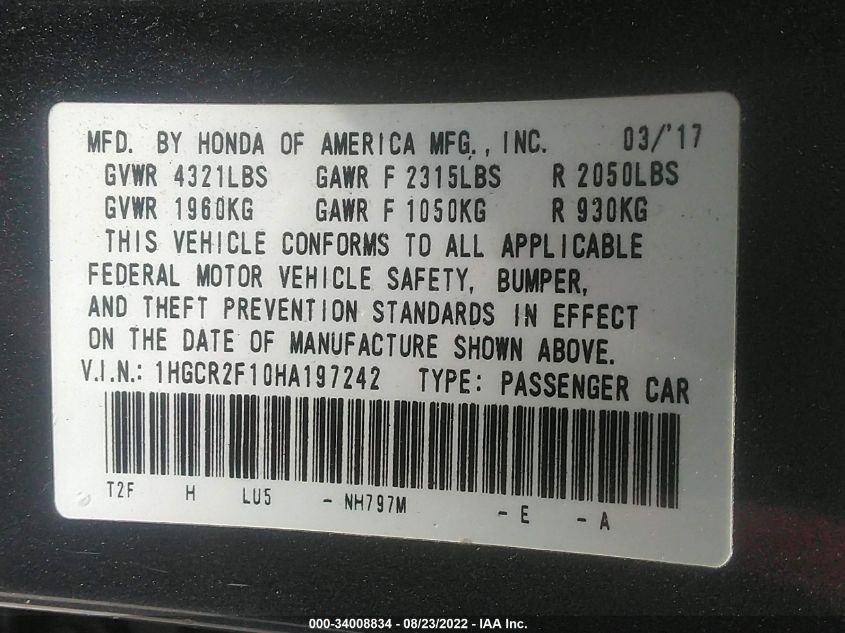 MFD. BY HONDA OF AMERICA MFG., INC. 03/'17
GVWR 4321LBS GAWR F 2315LBS R 2050LBS
GVWR 1960KG GAWR F 1050KG R 930KG
THIS VEHICLE CONFORMS TO ALL APPLICABLE
FEDERAL MOTOR VEHICLE SAFETY, BUMPER,
AND THEFT PREVENTION STANDARDS IN EFFECT
ON THE DATE OF MANUFACTURE SHOWN ABOVE.
V.I.N.: 1HGCR2F10HA197242 TYPE: PASSENGER CAR
T2F H LU5 - NH797M - E - A
000-34008834 - 08/23/2022 - IAA Inc.